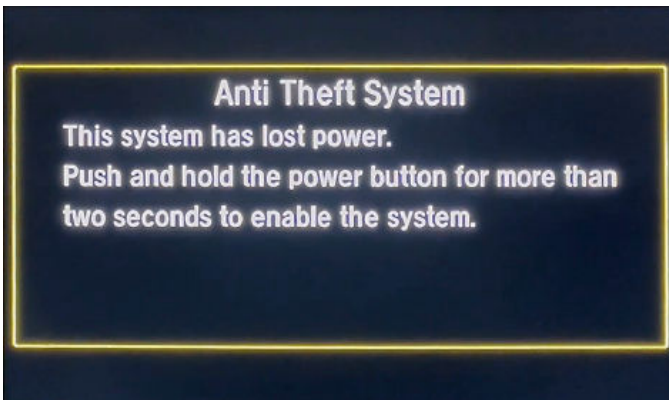 Anti Theft System
This system has lost power.
Push and hold the power button for more than
two seconds to enable the system.